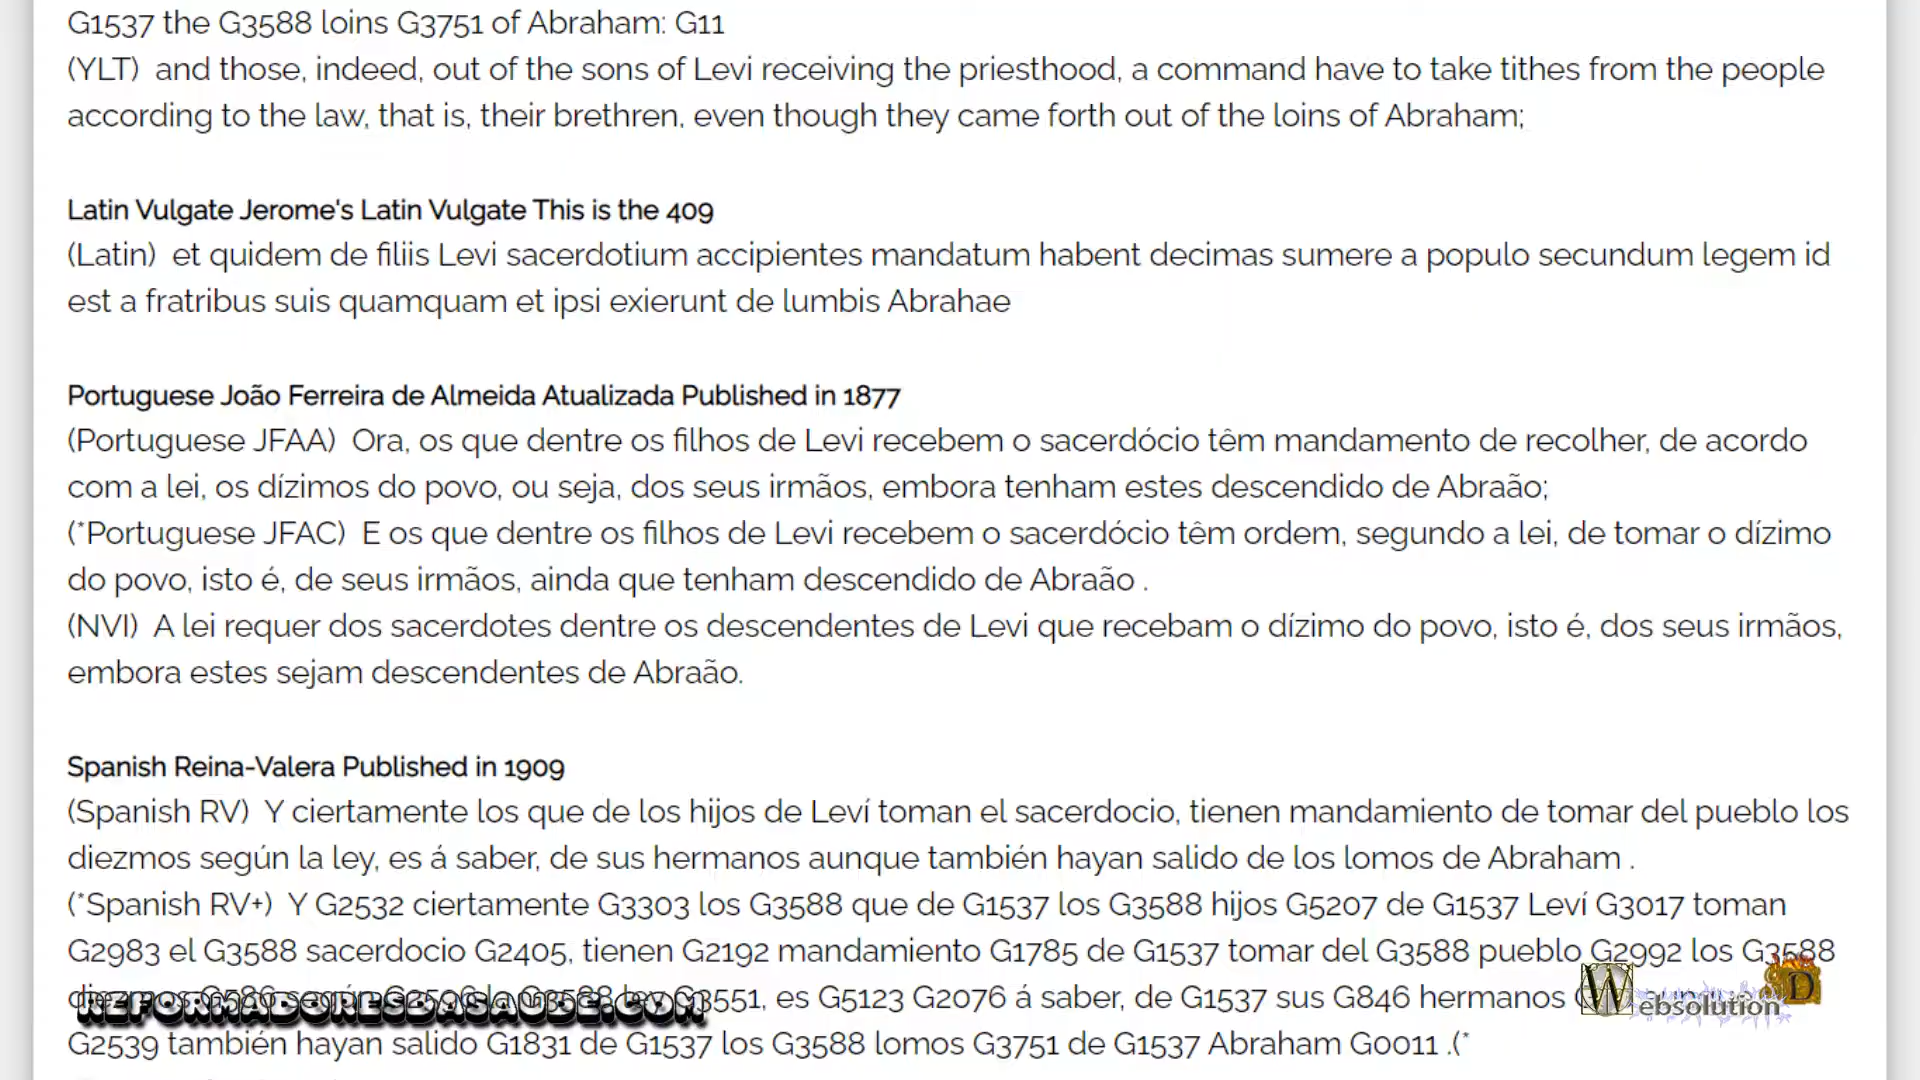 G1537 the G3588 loins G3751 of Abraham: G11
(YLT)  and those, indeed, out of the sons of Levi receiving the priesthood, a command have to take tithes from the people
according to the law, that is, their brethren, even though they came forth out of the loins of Abraham;
Latin Vulgate Jerome's Latin Vulgate This is the 409
(Latin)  et quidem de filiis Levi sacerdotium accipientes mandatum habent decimas sumere a populo secundum legem id
est a fratribus suis quamquam et ipsi exierunt de lumbis Abrahae
Portuguese João Ferreira de Almeida Atualizada Published in 1877
(Portuguese JFAA)  Ora, os que dentre os filhos de Levi recebem o sacerdócio têm mandamento de recolher, de acordo
com a lei, os dízimos do povo, ou seja, dos seus irmãos, embora tenham estes descendido de Abraão;
(*Portuguese JFAC)  E os que dentre os filhos de Levi recebem o sacerdócio têm ordem, segundo a lei, de tomar o dízimo
do povo, isto é, de seus irmãos, ainda que tenham descendido de Abraão .
(NVI)  A lei requer dos sacerdotes dentre os descendentes de Levi que recebam o dízimo do povo, isto é, dos seus irmãos,
embora estes sejam descendentes de Abraão.
Spanish Reina-Valera Published in 1909
(Spanish RV)  Y ciertamente los que de los hijos de Leví toman el sacerdocio, tienen mandamiento de tomar del pueblo los
diezmos según la ley, es á saber, de sus hermanos aunque también hayan salido de los lomos de Abraham .
(*Spanish RV+)  Y G2532 ciertamente G3303 los G3588 que de G1537 los G3588 hijos G5207 de G1537 Leví G3017 toman
G2983 el G3588 sacerdocio G2405, tienen G2192 mandamiento G1785 de G1537 tomar del G3588 pueblo G2992 los G3588
diezmos G586 según G2596 la G3588 ley G3551, es G5123 G2076 á saber, de G1537 sus G846 hermanos
REFORMADORESDASAUDE.COM
Websolution D
G2539 también hayan salido G1831 de G1537 los G3588 lomos G3751 de G1537 Abraham G0011 .(*